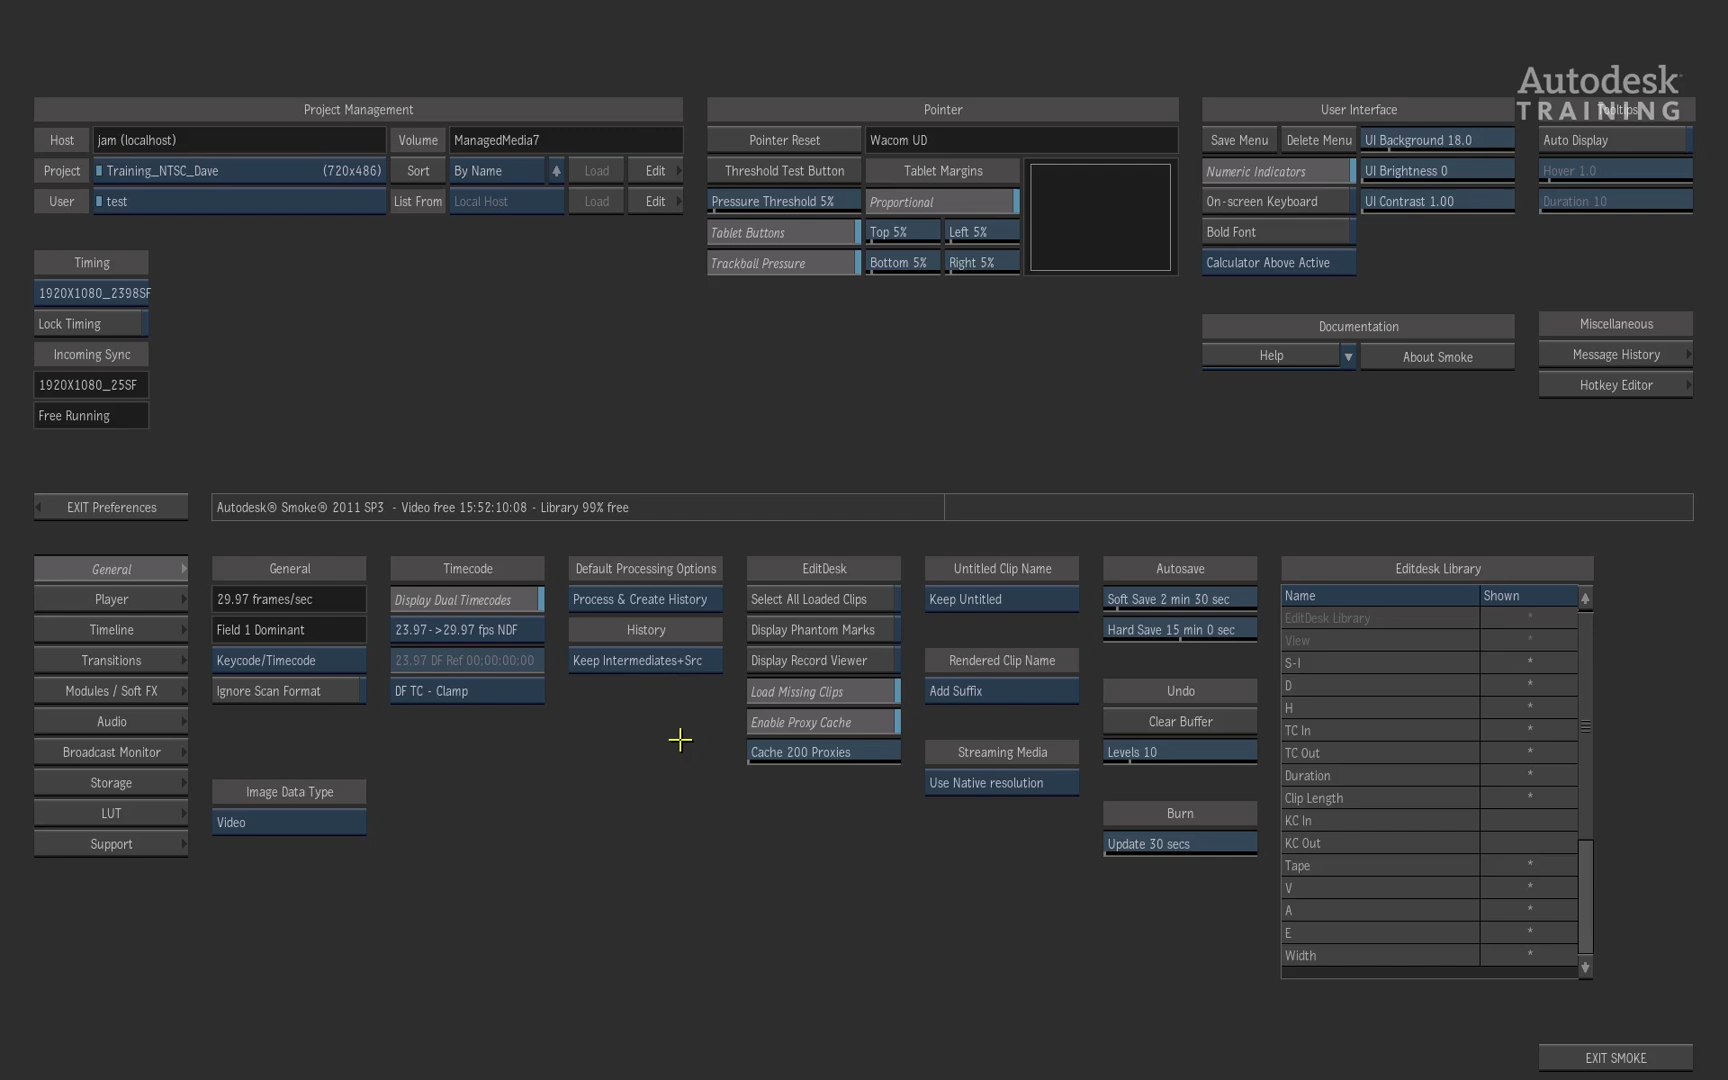 Autodesk
TRAINING
Project Management
Pointer
User Interface
Tooltips
Host
jam (localhost)
Volume
ManagedMedia7
Pointer Reset
Wacom UD
Save Menu
Delete Menu
UI Background 18.0
Auto Display
Project
Training_NTSC_Dave (720x486)
Sort
By Name
Load
Edit
Threshold Test Button
Tablet Margins
Numeric Indicators
UI Brightness 0
Hover 1.0
User
test
List From
Local Host
Load
Edit
Pressure Threshold 5%
Proportional
On-screen Keyboard
UI Contrast 1.00
Duration 10
Tablet Buttons
Top 5%
Left 5%
Bold Font
Timing
Trackball Pressure
Bottom 5%
Right 5%
Calculator Above Active
1920X1080_2398SF
Lock Timing
Documentation
Miscellaneous
Incoming Sync
Help
About Smoke
Message History
1920X1080_25SF
Hotkey Editor
Free Running
EXIT Preferences
Autodesk® Smoke® 2011 SP3 - Video free 15:52:10:08 - Library 99% free
General
Player
Timeline
Transitions
Modules / Soft FX
Audio
Broadcast Monitor
Storage
LUT
Support
General
29.97 frames/sec
Field 1 Dominant
Keycode/Timecode
Ignore Scan Format
Image Data Type
Video
Timecode
Display Dual Timecodes
23.97->29.97 fps NDF
23.97 DF Ref 00:00:00;00
DF TC - Clamp
Default Processing Options
Process & Create History
History
Keep Intermediates+Src
EditDesk
Select All Loaded Clips
Display Phantom Marks
Display Record Viewer
Load Missing Clips
Enable Proxy Cache
Cache 200 Proxies
Untitled Clip Name
Keep Untitled
Rendered Clip Name
Add Suffix
Streaming Media
Use Native resolution
Autosave
Soft Save 2 min 30 sec
Hard Save 15 min 0 sec
Undo
Clear Buffer
Levels 10
Burn
Update 30 secs
Editdesk Library
Name Shown
EditDesk Library *
View *
S-I *
D *
H *
TC In *
TC Out *
Duration *
Clip Length *
KC In
KC Out
Tape *
V *
A *
E *
Width *
EXIT SMOKE